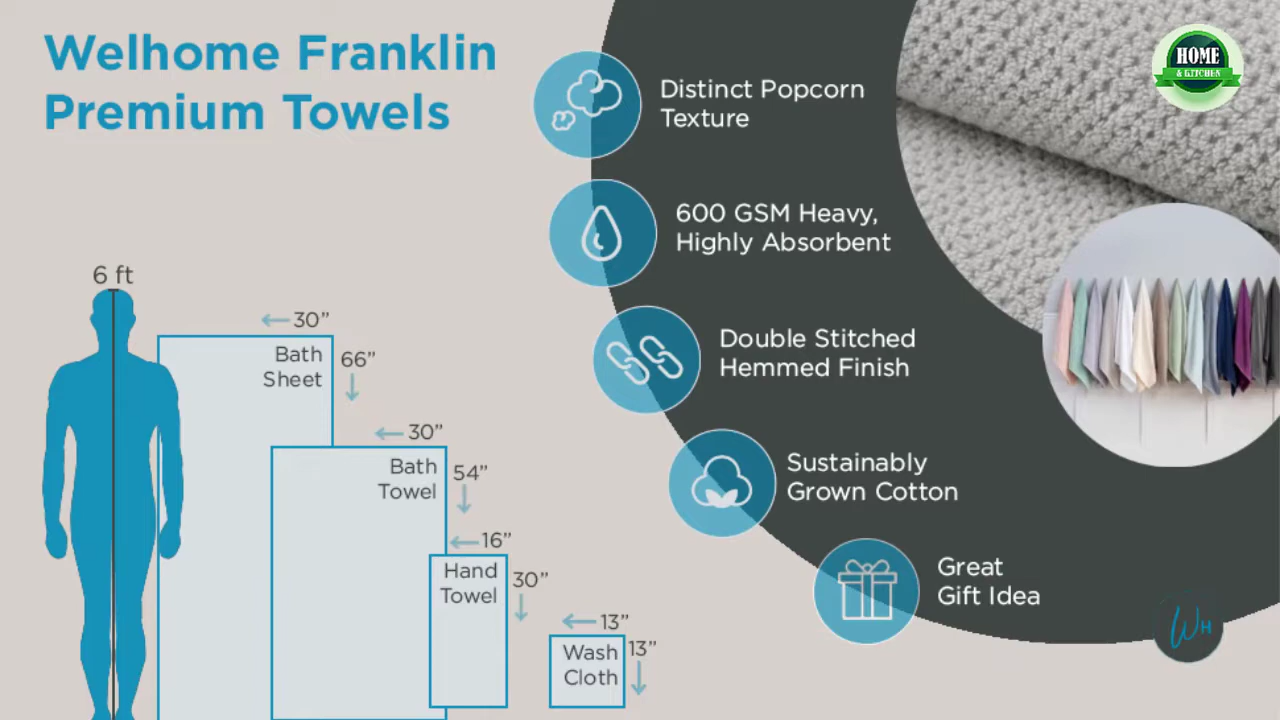 Welhome Franklin
Premium Towels
6 ft
30”
Bath
Sheet
66”
30”
Bath
Towel
54”
16”
Hand
Towel
30”
13”
Wash
Cloth
13”
Distinct Popcorn
Texture
600 GSM Heavy,
Highly Absorbent
Double Stitched
Hemmed Finish
Sustainably
Grown Cotton
Great
Gift Idea
HOME
& KITCHEN
WH